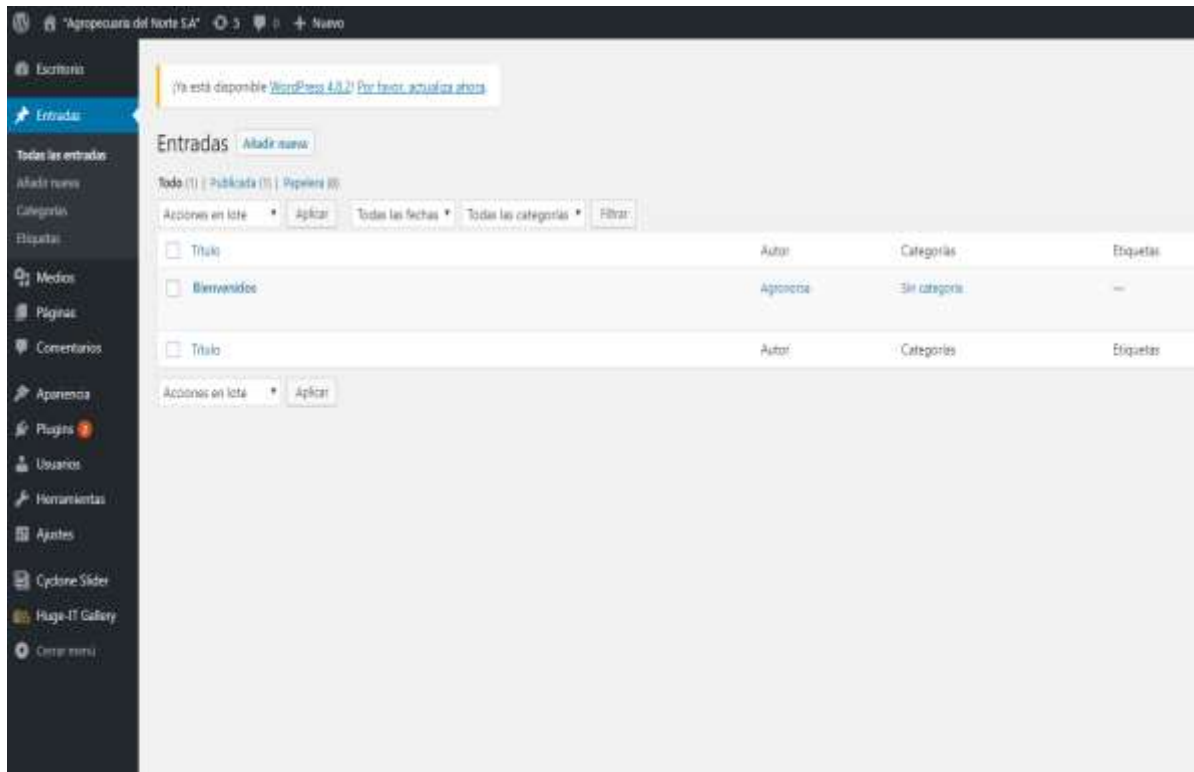 "Agropecuaria del Norte S.A" 3 0 + Nuevo
Escritorio
Entradas
Todas las entradas
Añadir nueva
Categorías
Etiquetas
Medios
Páginas
Comentarios
Apariencia
Plugins 2
Usuarios
Herramientas
Ajustes
Cyclone Slider
Huge-IT Gallery
Cerrar menú
¡Ya está disponible WordPress 4.8.2! Por favor, actualiza ahora.
Entradas Añadir nueva
Todo (1) | Publicada (1) | Papelera (6)
Acciones en lote Aplicar Todas las fechas Todas las categorías Filtrar
Título Autor Categorías Etiquetas
Bienvenidos Agronorsa Sin categoría —
Título Autor Categorías Etiquetas
Acciones en lote Aplicar